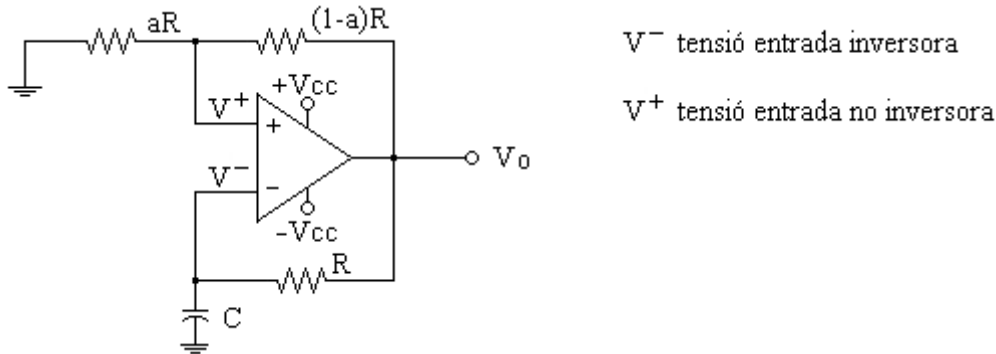 aR
(1-a)R
V⁻ tensió entrada inversora
+Vcc
V⁺ tensió entrada no inversora
V⁺
+
V⁻
-
Vo
-Vcc
R
C